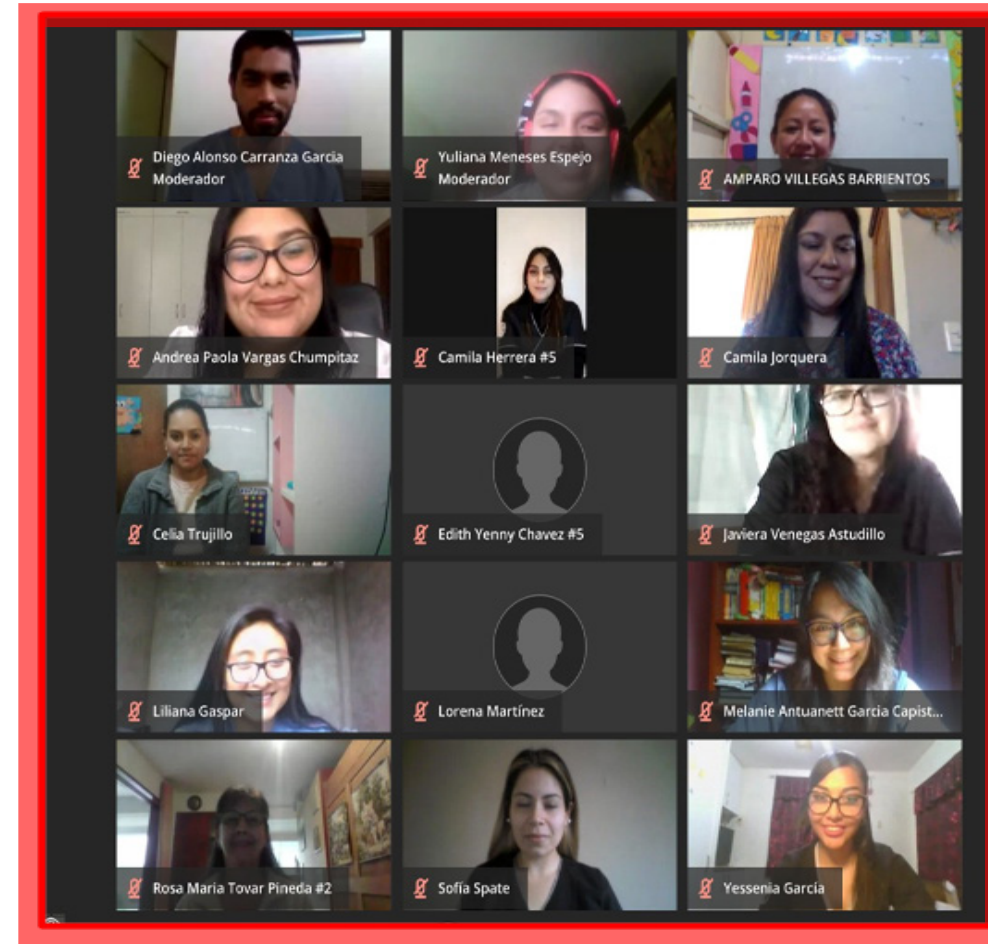 Diego Alonso Carranza Garcia
Moderador
Yuliana Meneses Espejo
Moderador
AMPARO VILLEGAS BARRIENTOS
Andrea Paola Vargas Chumpitaz
Camila Herrera #5
Camila Jorquera
Celia Trujillo
Edith Yenny Chavez #5
Javiera Venegas Astudillo
Liliana Gaspar
Lorena Martínez
Melanie Antuanett Garcia Capist...
Rosa Maria Tovar Pineda #2
Sofía Spate
Yessenia García